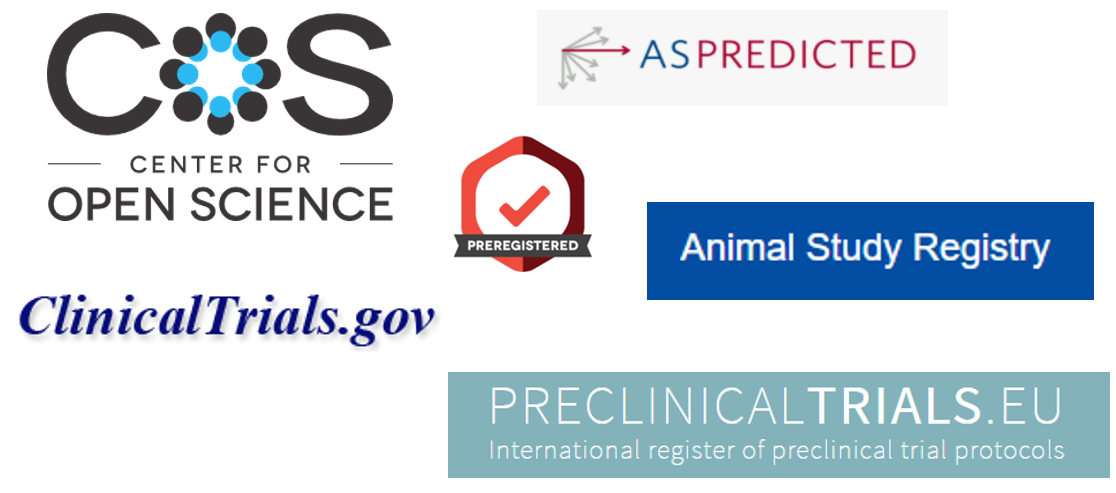 COS
CENTER FOR
OPEN SCIENCE
ASPREDICTED
PREREGISTERED
Animal Study Registry
ClinicalTrials.gov
PRECLINICALTRIALS.EU
International register of preclinical trial protocols